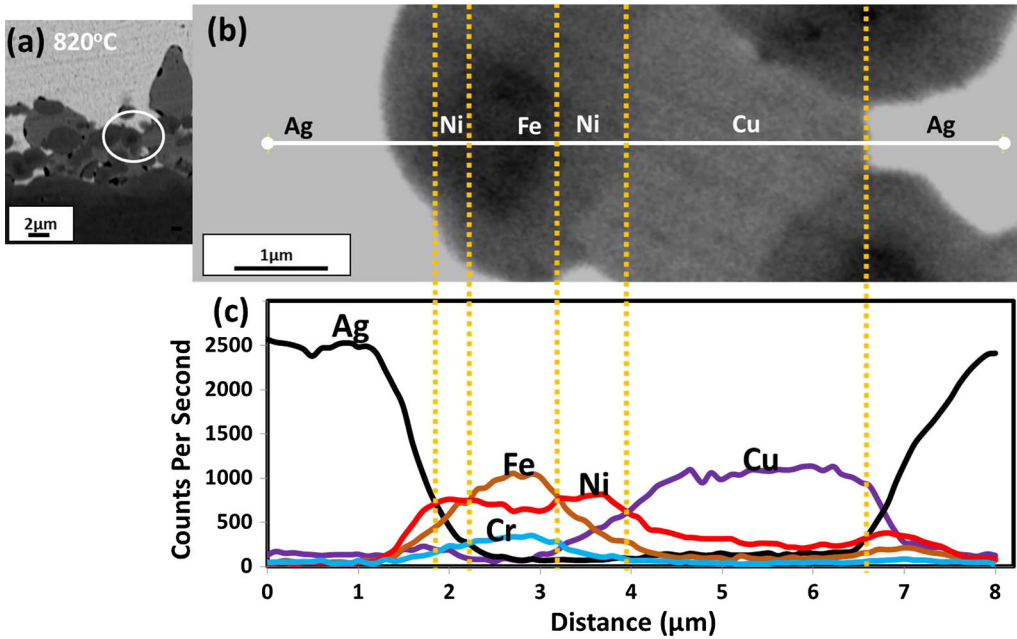 (a) 820°C
2μm
(b)
Ag Ni Fe Ni Cu Ag
1μm
(c)
Ag
Fe
Ni
Cu
Cr
Counts Per Second
2500
2000
1500
1000
500
0
0 1 2 3 4 5 6 7 8
Distance (μm)